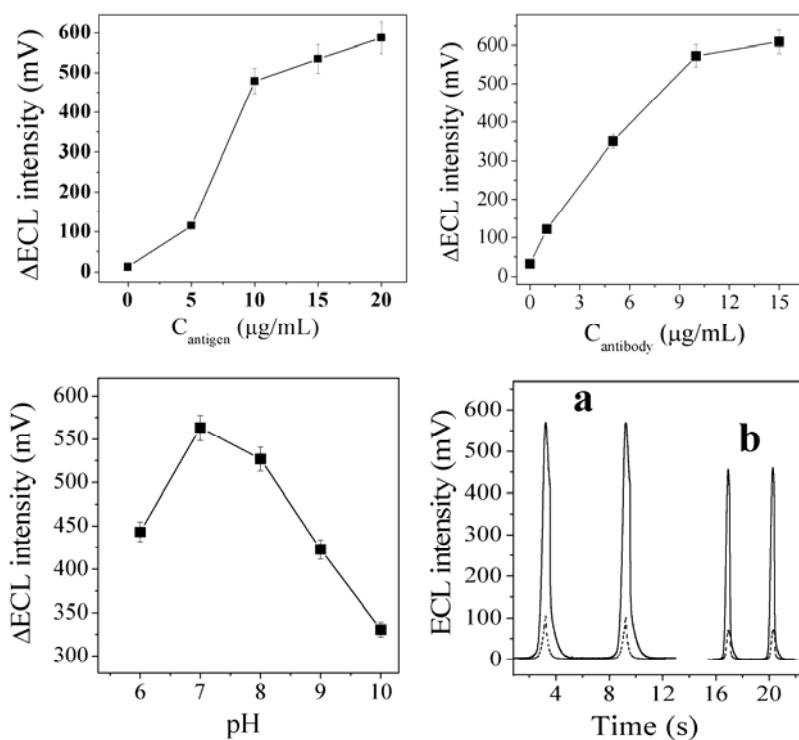 600
500
400
300
200
100
0
ΔECL intensity (mV)
0 5 10 15 20
C antigen (μg/mL)
600
500
400
300
200
100
0
ΔECL intensity (mV)
0 3 6 9 12 15
C antibody (μg/mL)
600
550
500
450
400
350
300
ΔECL intensity (mV)
6 7 8 9 10
pH
600
500
400
300
200
100
0
ECL intensity (mV)
a
b
4 8 12 16 20
Time (s)